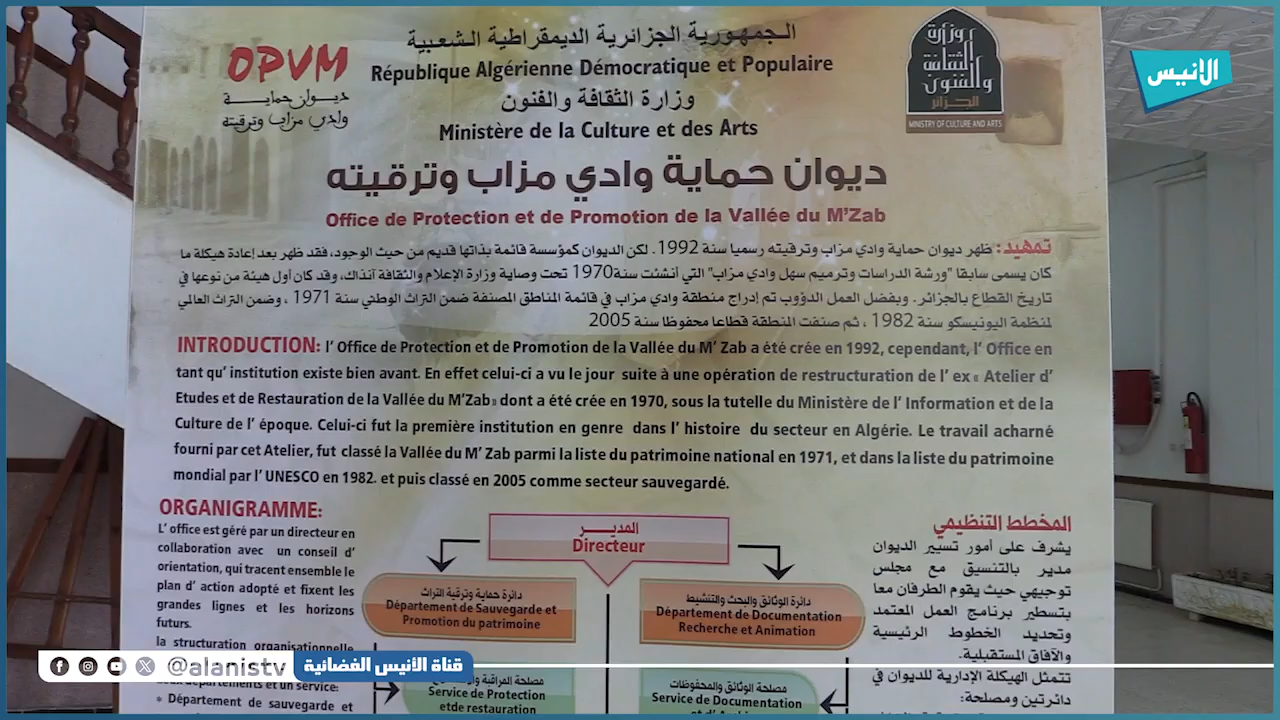 OPVM
ديوان حماية
وادي مزاب وترقيته
الجمهورية الجزائرية الديمقراطية الشعبية
République Algérienne Démocratique et Populaire
وزارة الثقافة والفنون
Ministère de la Culture et des Arts
وزارة
الثقافة
والفنون
الجزائر
MINISTRY OF CULTURE AND ARTS
الانيس
ديوان حماية وادي مزاب وترقيته
Office de Protection et de Promotion de la Vallée du M'Zab
تمهيد: ظهر ديوان حماية وادي مزاب وترقيته رسميا سنة 1992. لكن الديوان كمؤسسة قائمة بذاتها قديم من حيث الوجود، فقد ظهر بعد إعادة هيكلة ما
كان يسمى سابقا "ورشة الدراسات وترميم سهل وادي مزاب" التي أنشئت سنة1970 تحت وصاية وزارة الإعلام والثقافة آنذاك، وقد كان أول هيئة من نوعها في
تاريخ القطاع بالجزائر. وبفضل العمل الدؤوب تم إدراج منطقة وادي مزاب في قائمة المناطق المصنفة ضمن التراث الوطني سنة 1971 ، وضمن التراث العالمي
لمنظمة اليونيسكو سنة 1982 ، ثم صنفت المنطقة قطاعا محفوظا سنة 2005
INTRODUCTION: l' Office de Protection et de Promotion de la Vallée du M' Zab a été crée en 1992, cependant, l' Office en
tant qu' institution existe bien avant. En effet celui-ci a vu le jour suite à une opération de restructuration de l' ex « Atelier d'
Etudes et de Restauration de la Vallée du M'Zab» dont a été crée en 1970, sous la tutelle du Ministère de l' Information et de la
Culture de l' époque. Celui-ci fut la première institution en genre dans l' histoire du secteur en Algérie. Le travail acharné
fourni par cet Atelier, fut classé la Vallée du M' Zab parmi la liste du patrimoine national en 1971, et dans la liste du patrimoine
mondial par l' UNESCO en 1982. et puis classé en 2005 comme secteur sauvegardé.
ORGANIGRAMME:
L' office est géré par un directeur en
collaboration avec un conseil d'
orientation, qui tracent ensemble le
plan d' action adopté et fixent les
grandes lignes et les horizons
futurs.
la structuration organisationnelle
deux départements et un service:
* Département de sauvegarde et
المدير
Directeur
دائرة حماية وترقية التراث
Département de Sauvegarde et
Promotion du patrimoine
دائرة الوثائق والبحث والتنشيط
Département de Documentation
Recherche et Animation
مصلحة المراقبة
Service de Protection
etde restauration
مصلحة الوثائق والمحفوظات
Service de Documentation
المخطط التنظيمي
يشرف على أمور تسيير الديوان
مدير بالتنسيق مع مجلس
توجيهي حيث يقوم الطرفان معا
بتسطير برنامج العمل المعتمد
وتحديد الخطوط الرئيسية
والآفاق المستقبلية.
تتمثل الهيكلة الإدارية للديوان في
دائرتين ومصلحة:
@alanistv
قناة الأنيس الفضائية